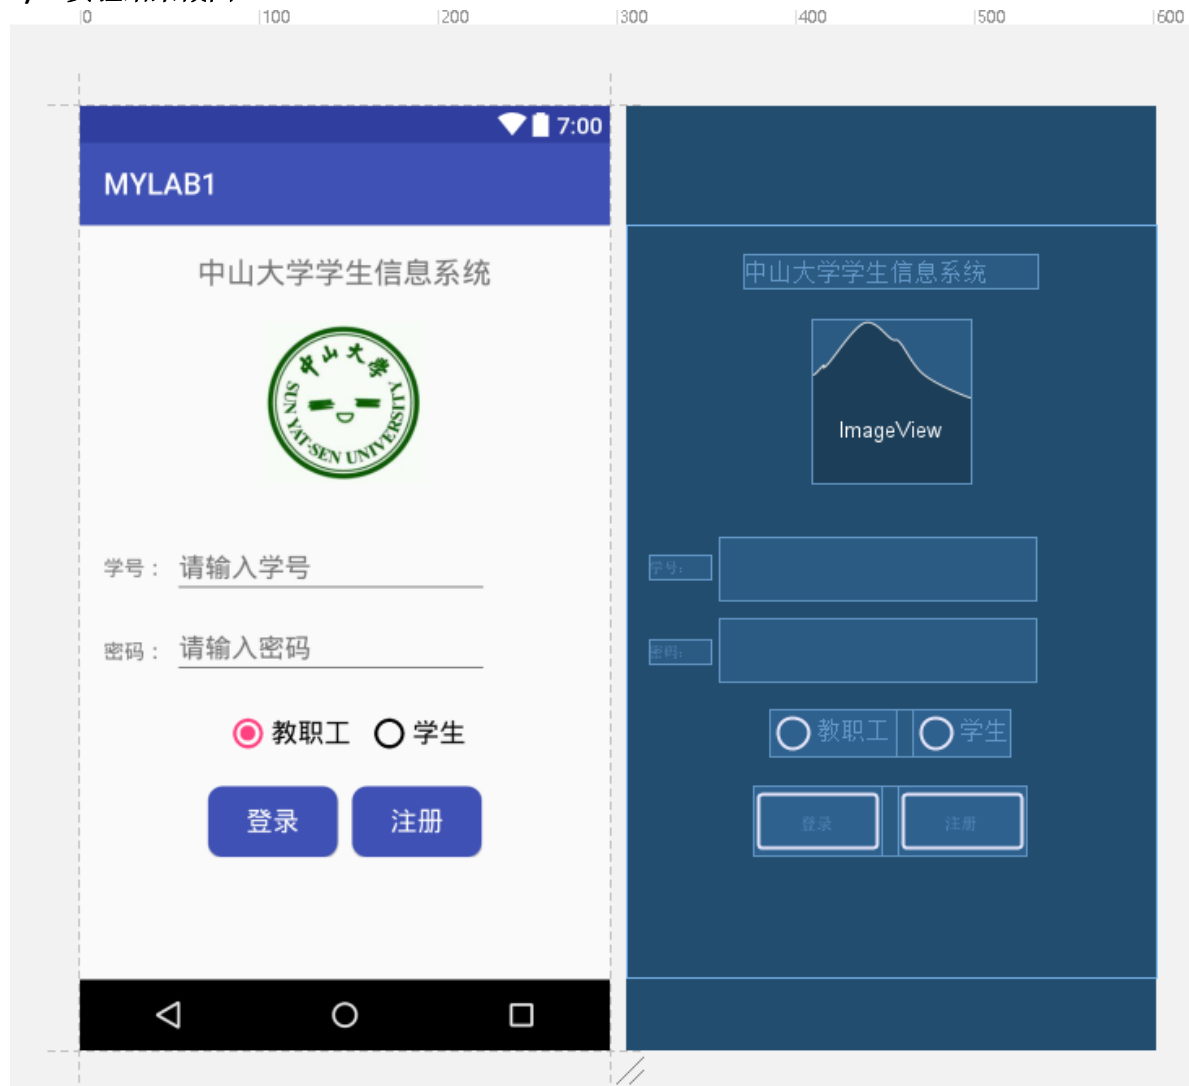 0 100 200 300 400 500 600
7:00
MYLAB1
中山大学学生信息系统
中山大学
SUN YAT-SEN UNIVERSITY
学号：
请输入学号
密码：
请输入密码
教职工
学生
登录
注册
中山大学学生信息系统
ImageView
学号：
密码：
教职工
学生
登录
注册